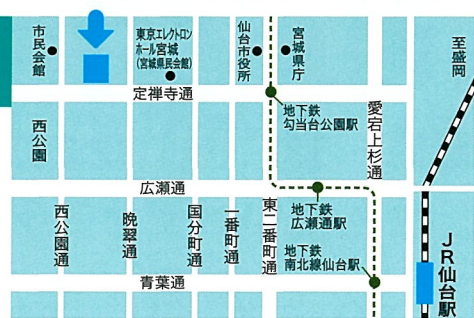 市民会館
東京エレクトロン
ホール宮城
(宮城県民会館)
仙台市役所
宮城県庁
至盛岡
定禅寺通
地下鉄
勾当台公園駅
愛宕上杉通
西公園
広瀬通
地下鉄
広瀬通駅
西公園通
晩翠通
国分町通
一番町通
東二番町通
地下鉄
南北線仙台駅
JR仙台駅
青葉通